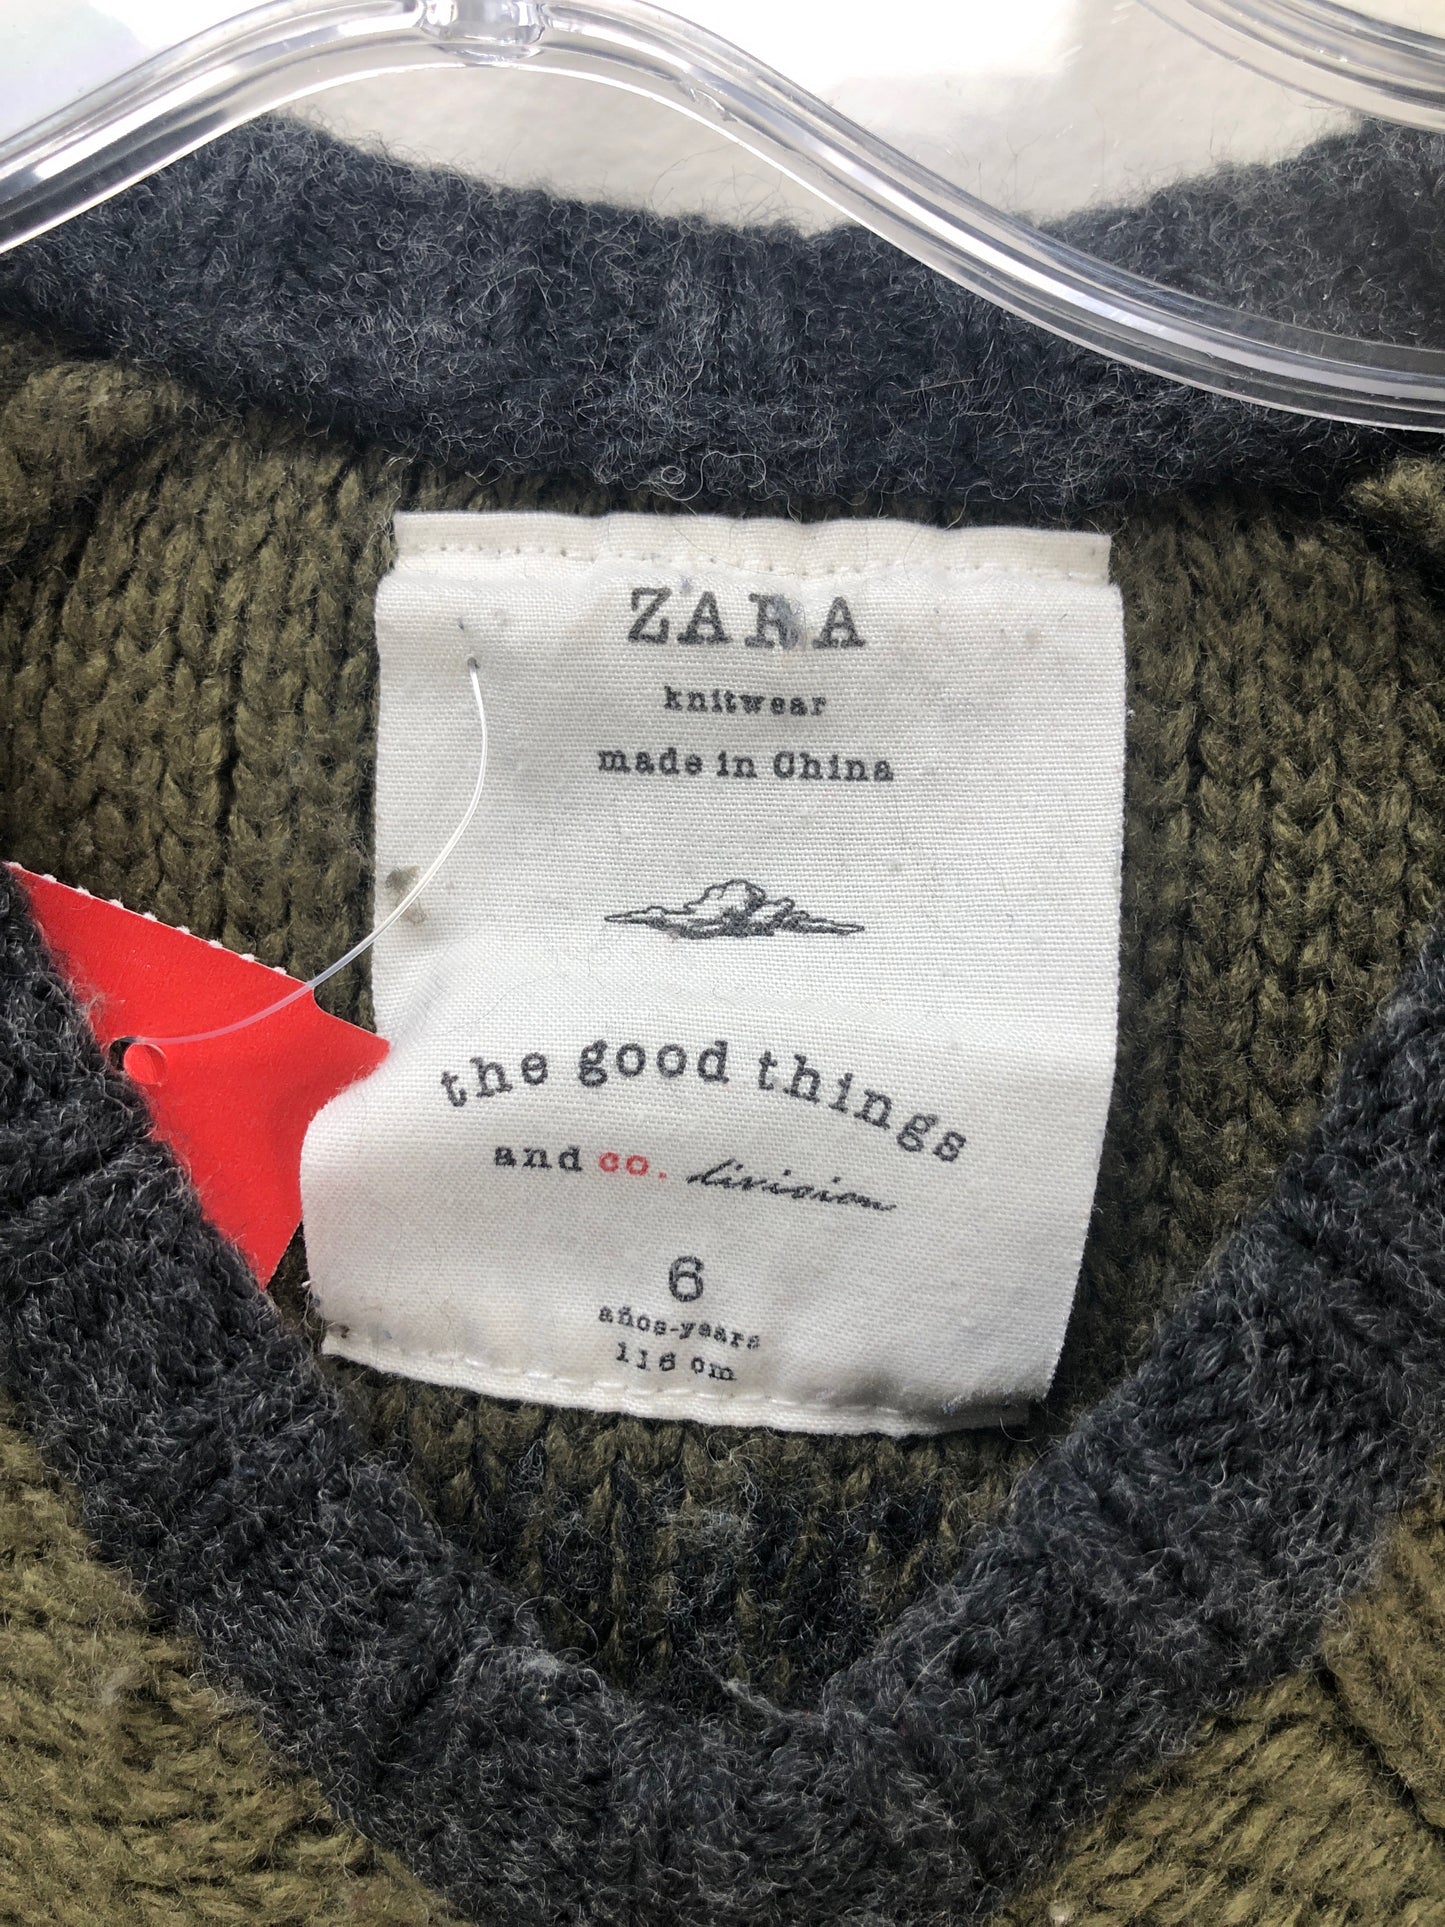 ZARA
knitwear
made in China
the good things
and co. division
6
años-years
116 cm